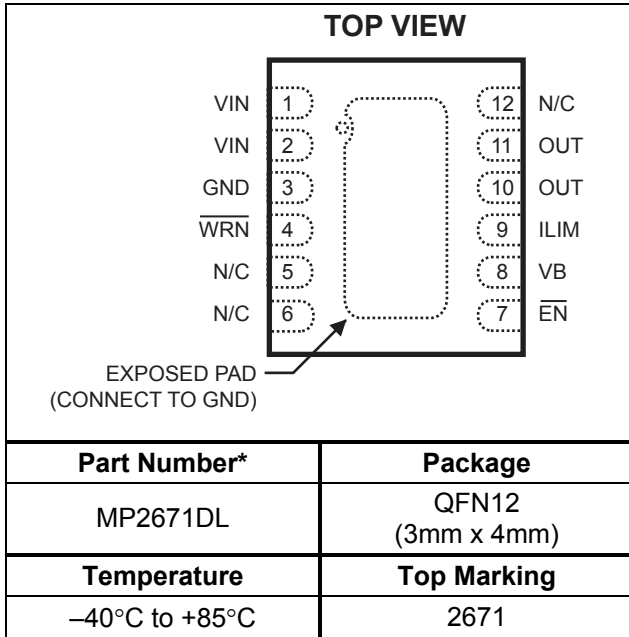 TOP VIEW
VIN 1 12 N/C
VIN 2 11 OUT
GND 3 10 OUT
W̅R̅N̅ 4 9 ILIM
N/C 5 8 VB
N/C 6 7 E̅N̅
EXPOSED PAD
(CONNECT TO GND)
Part Number* Package
MP2671DL QFN12
(3mm x 4mm)
Temperature Top Marking
–40°C to +85°C 2671